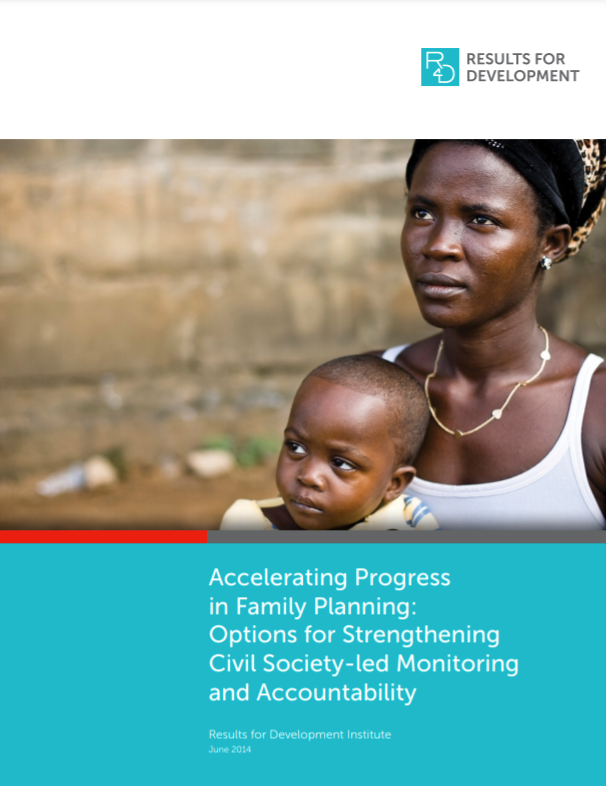 R4D
RESULTS FOR
DEVELOPMENT
Accelerating Progress
in Family Planning:
Options for Strengthening
Civil Society-led Monitoring
and Accountability
Results for Development Institute
June 2014